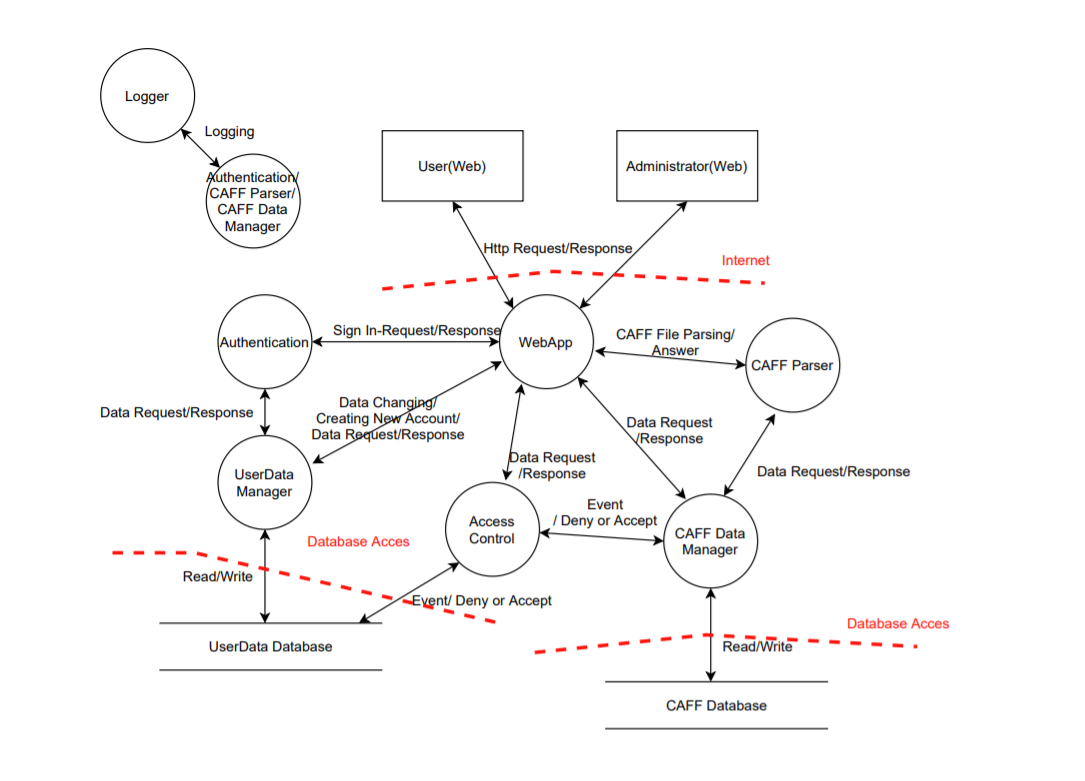 Logger
Logging
Authentication/
CAFF Parser/
CAFF Data
Manager
User(Web)
Administrator(Web)
Http Request/Response
Internet
Authentication
Sign In-Request/Response
WebApp
CAFF File Parsing/
Answer
CAFF Parser
Data Request/Response
Data Changing/
Creating New Account/
Data Request/Response
Data Request
/Response
UserData
Manager
Data Request
/Response
Data Request/Response
Access
Control
Event
/ Deny or Accept
CAFF Data
Manager
Database Acces
Read/Write
Event/ Deny or Accept
UserData Database
Database Acces
Read/Write
CAFF Database